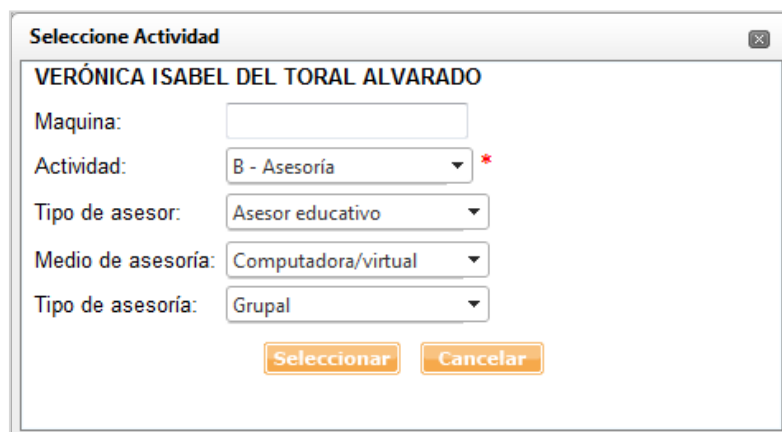 Seleccione Actividad
VERÓNICA ISABEL DEL TORAL ALVARADO
Maquina:
Actividad: B - Asesoría *
Tipo de asesor: Asesor educativo
Medio de asesoría: Computadora/virtual
Tipo de asesoría: Grupal
Seleccionar Cancelar